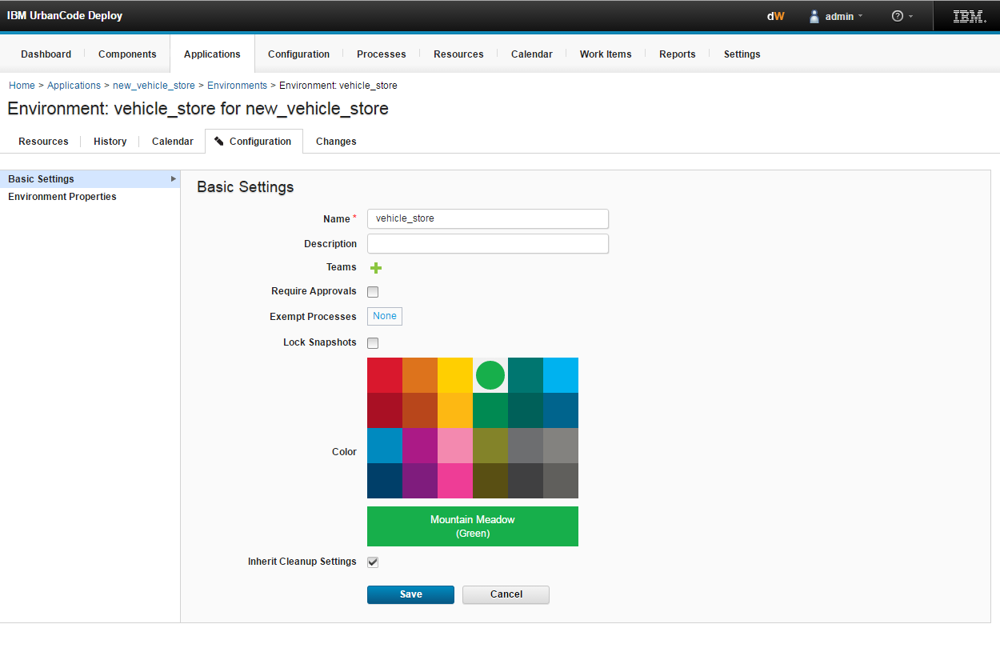 IBM UrbanCode Deploy
dW
admin
?
IBM.
Dashboard
Components
Applications
Configuration
Processes
Resources
Calendar
Work Items
Reports
Settings
Home > Applications > new_vehicle_store > Environments > Environment: vehicle_store
Environment: vehicle_store for new_vehicle_store
Resources
History
Calendar
Configuration
Changes
Basic Settings
Environment Properties
Basic Settings
Name *
vehicle_store
Description
Teams
Require Approvals
Exempt Processes
None
Lock Snapshots
Color
Mountain Meadow
(Green)
Inherit Cleanup Settings
Save
Cancel